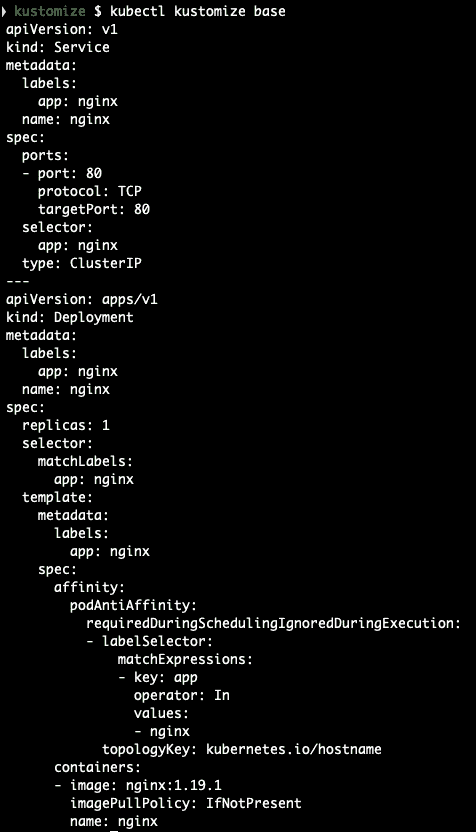 kustomize $ kubectl kustomize base
apiVersion: v1
kind: Service
metadata:
  labels:
    app: nginx
  name: nginx
spec:
  ports:
  - port: 80
    protocol: TCP
    targetPort: 80
  selector:
    app: nginx
  type: ClusterIP
---
apiVersion: apps/v1
kind: Deployment
metadata:
  labels:
    app: nginx
  name: nginx
spec:
  replicas: 1
  selector:
    matchLabels:
      app: nginx
  template:
    metadata:
      labels:
        app: nginx
    spec:
      affinity:
        podAntiAffinity:
          requiredDuringSchedulingIgnoredDuringExecution:
          - labelSelector:
              matchExpressions:
              - key: app
                operator: In
                values:
                - nginx
            topologyKey: kubernetes.io/hostname
      containers:
      - image: nginx:1.19.1
        imagePullPolicy: IfNotPresent
        name: nginx